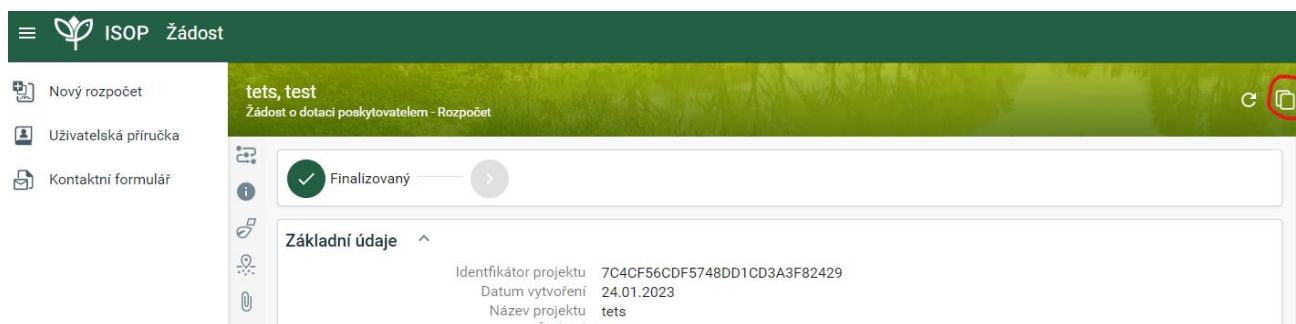 ISOP Žádost
Nový rozpočet
Uživatelská příručka
Kontaktní formulář
tets, test
Žádost o dotaci poskytovatelem - Rozpočet
Finalizovaný
Základní údaje
Identfikátor projektu 7C4CF56CDF5748DD1CD3A3F82429
Datum vytvoření 24.01.2023
Název projektu tets